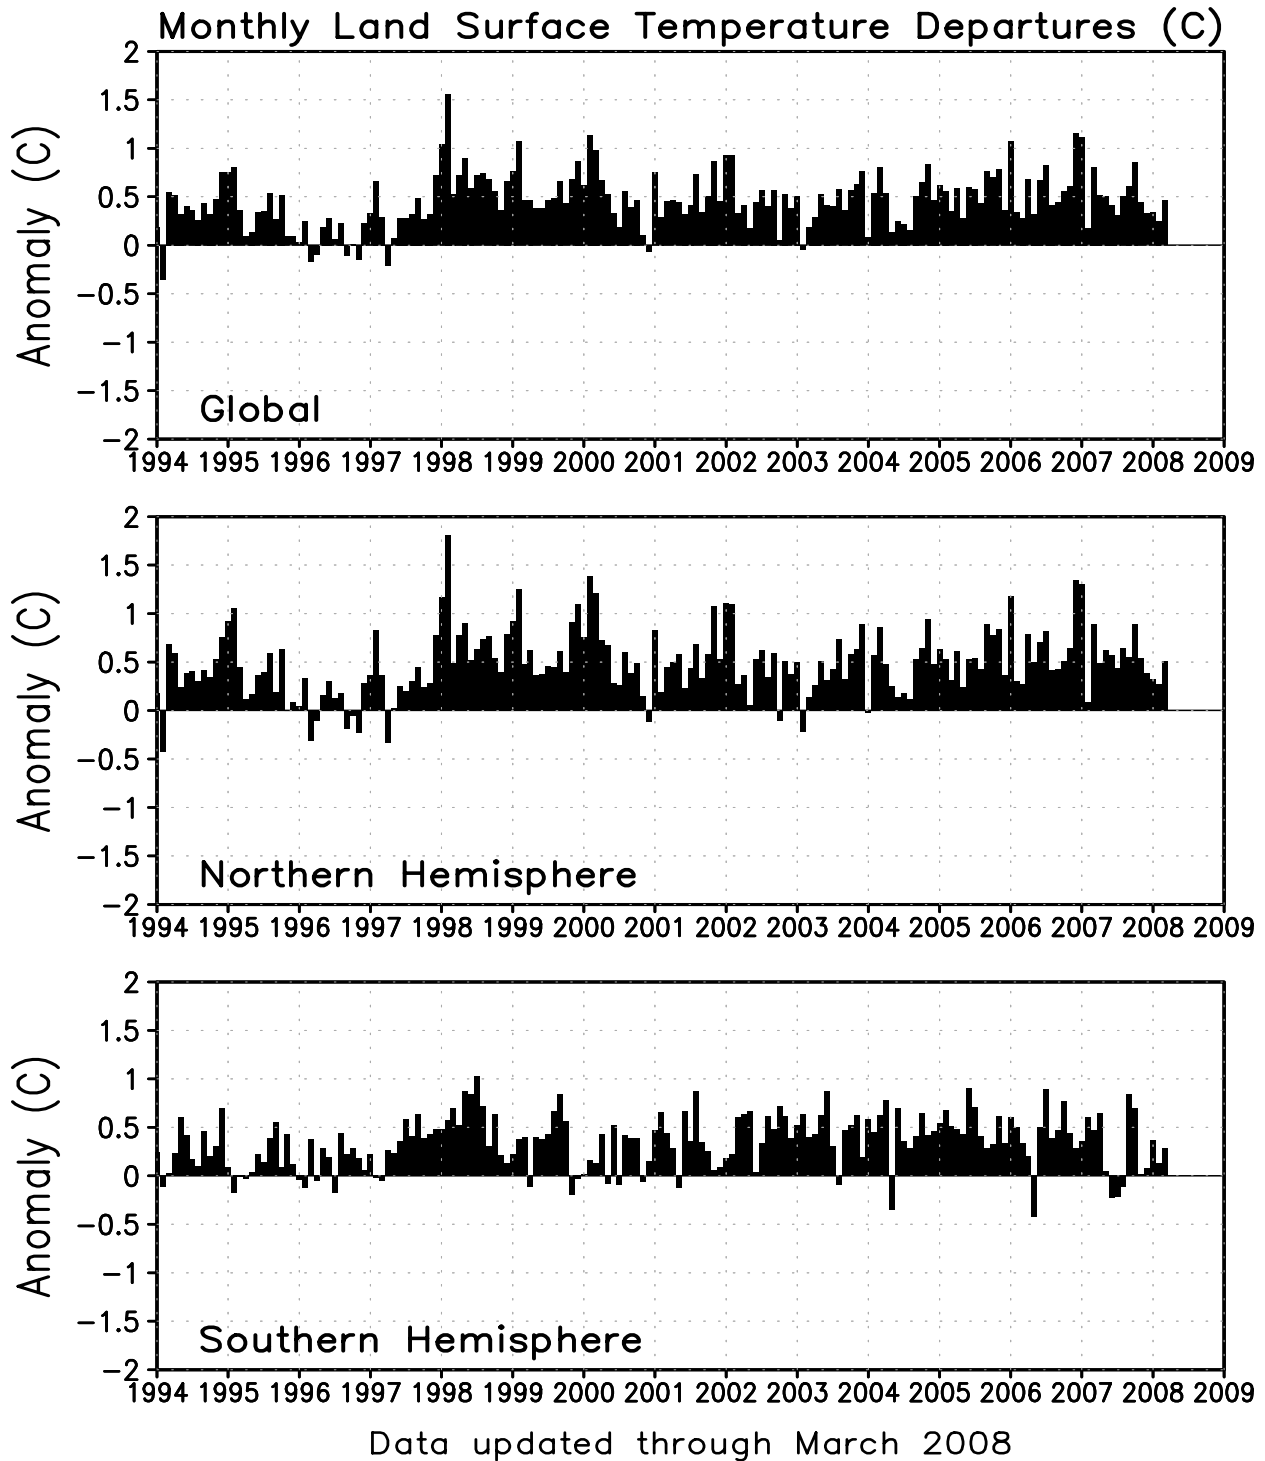 Monthly Land Surface Temperature Departures (C)
2
1.5
1
0.5
0
−0.5
−1
−1.5
−2
Anomaly (C)
Global
1994 1995 1996 1997 1998 1999 2000 2001 2002 2003 2004 2005 2006 2007 2008 2009
2
1.5
1
0.5
0
−0.5
−1
−1.5
−2
Anomaly (C)
Northern Hemisphere
1994 1995 1996 1997 1998 1999 2000 2001 2002 2003 2004 2005 2006 2007 2008 2009
2
1.5
1
0.5
0
−0.5
−1
−1.5
−2
Anomaly (C)
Southern Hemisphere
1994 1995 1996 1997 1998 1999 2000 2001 2002 2003 2004 2005 2006 2007 2008 2009
Data updated through March 2008